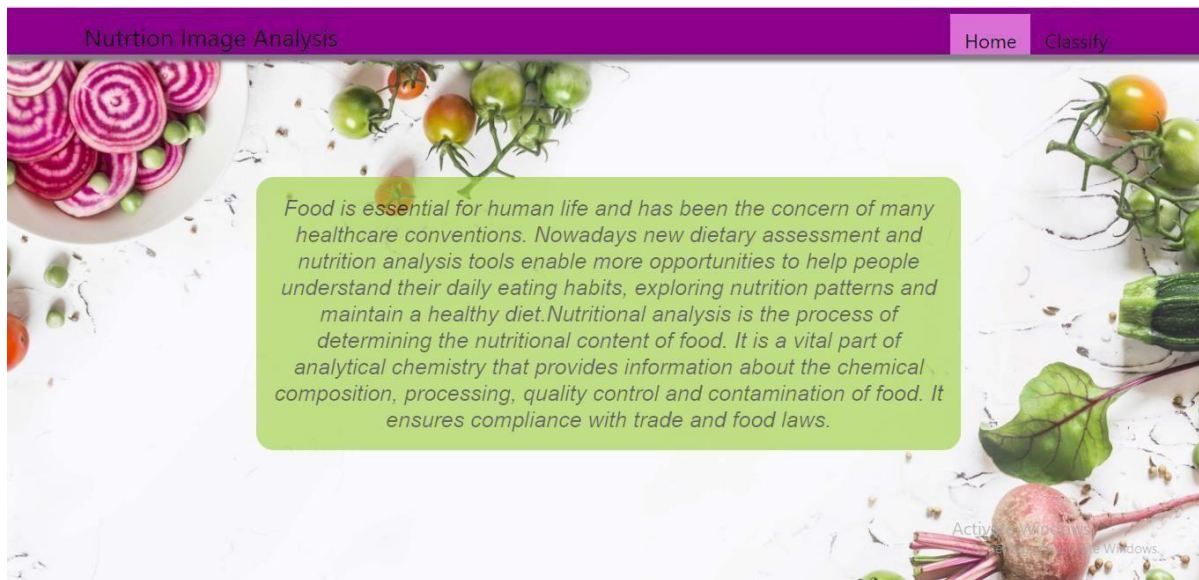 Nutrtion Image Analysis
Home Classify
Food is essential for human life and has been the concern of many
healthcare conventions. Nowadays new dietary assessment and
nutrition analysis tools enable more opportunities to help people
understand their daily eating habits, exploring nutrition patterns and
maintain a healthy diet.Nutritional analysis is the process of
determining the nutritional content of food. It is a vital part of
analytical chemistry that provides information about the chemical
composition, processing, quality control and contamination of food. It
ensures compliance with trade and food laws.
Windows
Windows.